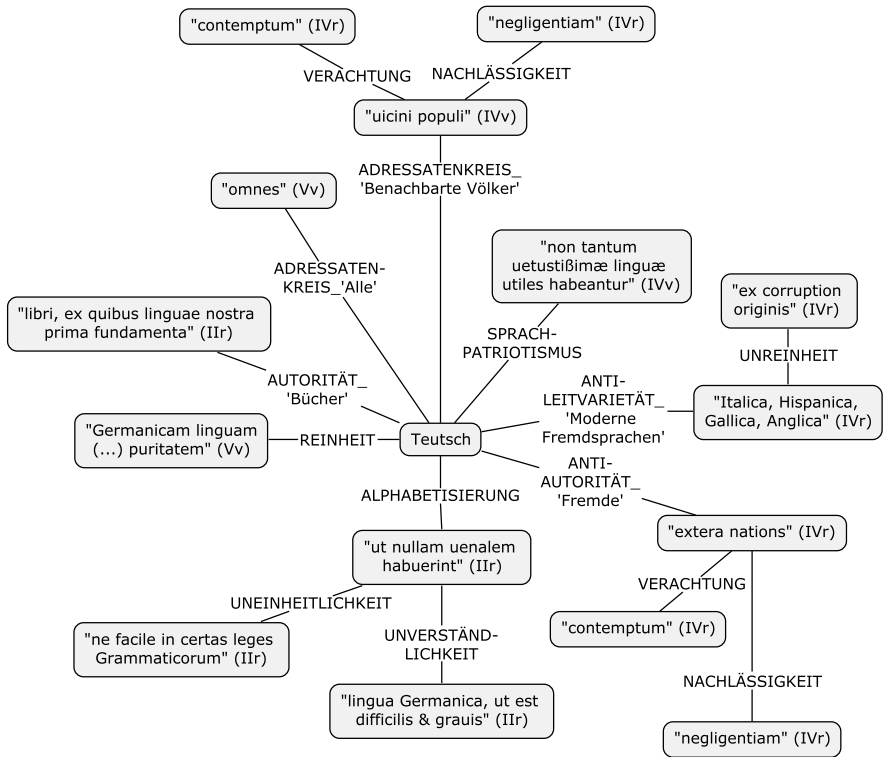 "contemptum" (IVr)
"negligentiam" (IVr)
VERACHTUNG
NACHLÄSSIGKEIT
"uicini populi" (IVv)
ADRESSATENKREIS_
'Benachbarte Völker'
"omnes" (Vv)
ADRESSATEN-
KREIS_'Alle'
"non tantum
uetustißimæ linguæ
utiles habeantur" (IVv)
"ex corruption
originis" (IVr)
"libri, ex quibus linguae nostra
prima fundamenta" (IIr)
SPRACH-
PATRIOTISMUS
UNREINHEIT
AUTORITÄT_
'Bücher'
ANTI-
LEITVARIETÄT_
'Moderne
Fremdsprachen'
"Italica, Hispanica,
Gallica, Anglica" (IVr)
"Germanicam linguam
(...) puritatem" (Vv)
REINHEIT
Teutsch
ANTI-
AUTORITÄT_
'Fremde'
ALPHABETISIERUNG
"extera nations" (IVr)
"ut nullam uenalem
habuerint" (IIr)
VERACHTUNG
UNEINHEITLICHKEIT
"contemptum" (IVr)
"ne facile in certas leges
Grammaticorum" (IIr)
UNVERSTÄND-
LICHKEIT
NACHLÄSSIGKEIT
"lingua Germanica, ut est
difficilis & grauis" (IIr)
"negligentiam" (IVr)